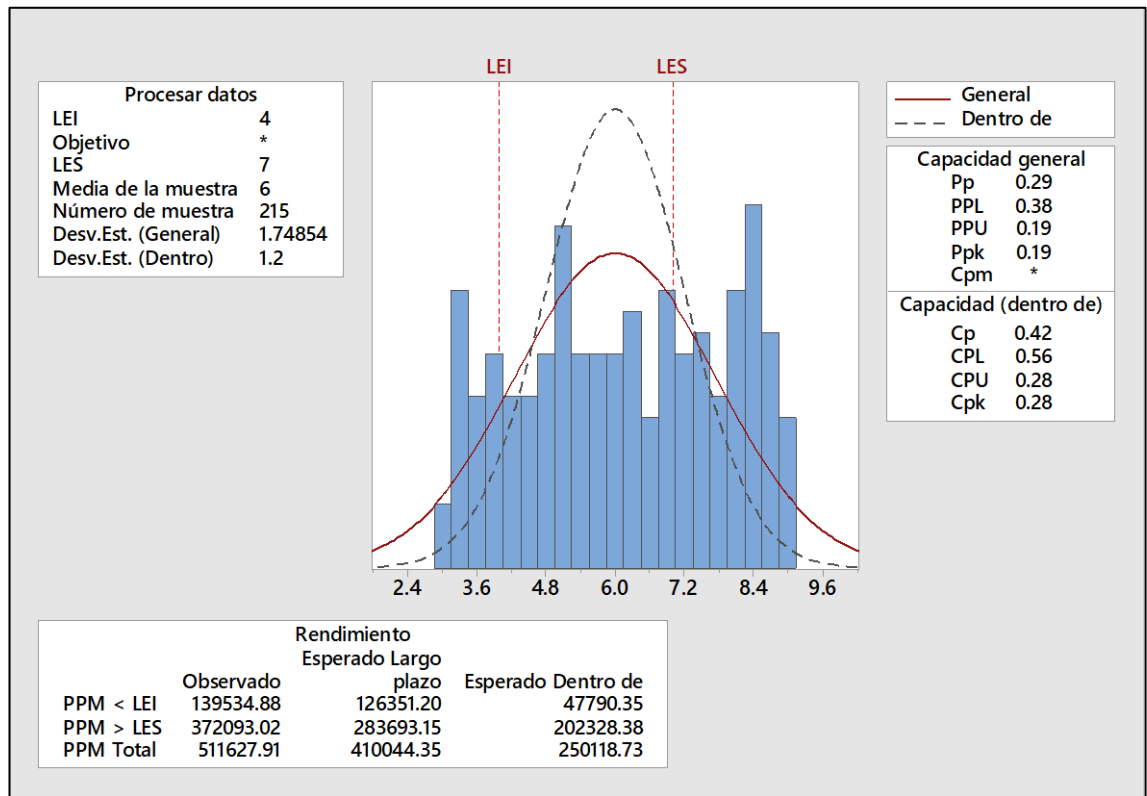 LEI LES
Procesar datos
LEI 4
Objetivo *
LES 7
Media de la muestra 6
Número de muestra 215
Desv.Est. (General) 1.74854
Desv.Est. (Dentro) 1.2
General
Dentro de
Capacidad general
Pp 0.29
PPL 0.38
PPU 0.19
Ppk 0.19
Cpm *
Capacidad (dentro de)
Cp 0.42
CPL 0.56
CPU 0.28
Cpk 0.28
2.4 3.6 4.8 6.0 7.2 8.4 9.6
Rendimiento
Esperado Largo
Observado plazo Esperado Dentro de
PPM < LEI 139534.88 126351.20 47790.35
PPM > LES 372093.02 283693.15 202328.38
PPM Total 511627.91 410044.35 250118.73